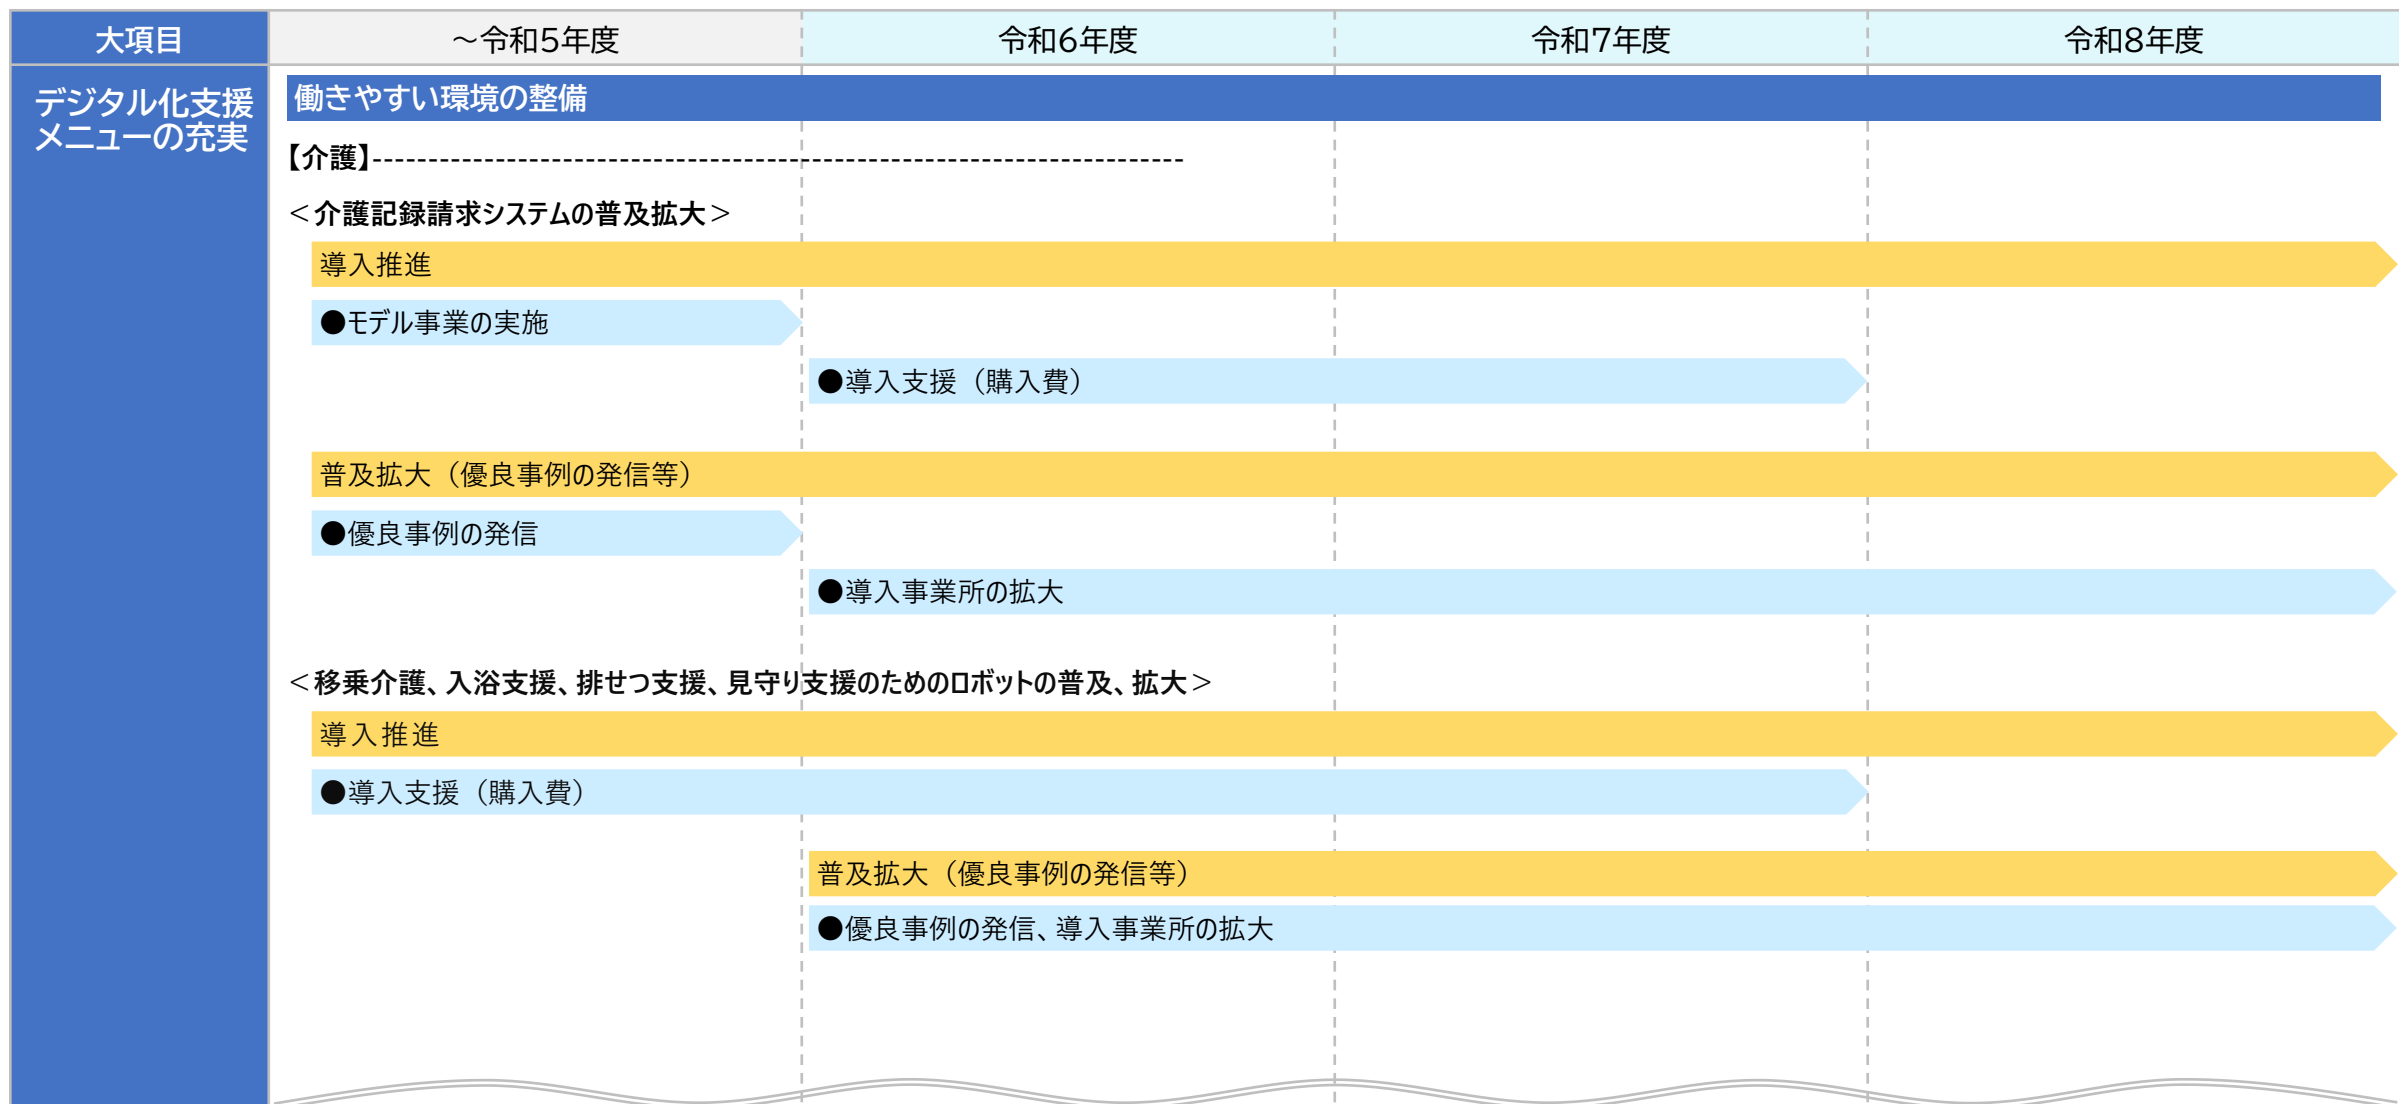 大項目
～令和5年度
令和6年度
令和7年度
令和8年度
デジタル化支援
メニューの充実
働きやすい環境の整備
【介護】-------------------------------------------------------------------------
＜介護記録請求システムの普及拡大＞
導入推進
●モデル事業の実施
●導入支援（購入費）
普及拡大（優良事例の発信等）
●優良事例の発信
●導入事業所の拡大
＜移乗介護、入浴支援、排せつ支援、見守り支援のためのロボットの普及、拡大＞
導入推進
●導入支援（購入費）
普及拡大（優良事例の発信等）
●優良事例の発信、導入事業所の拡大